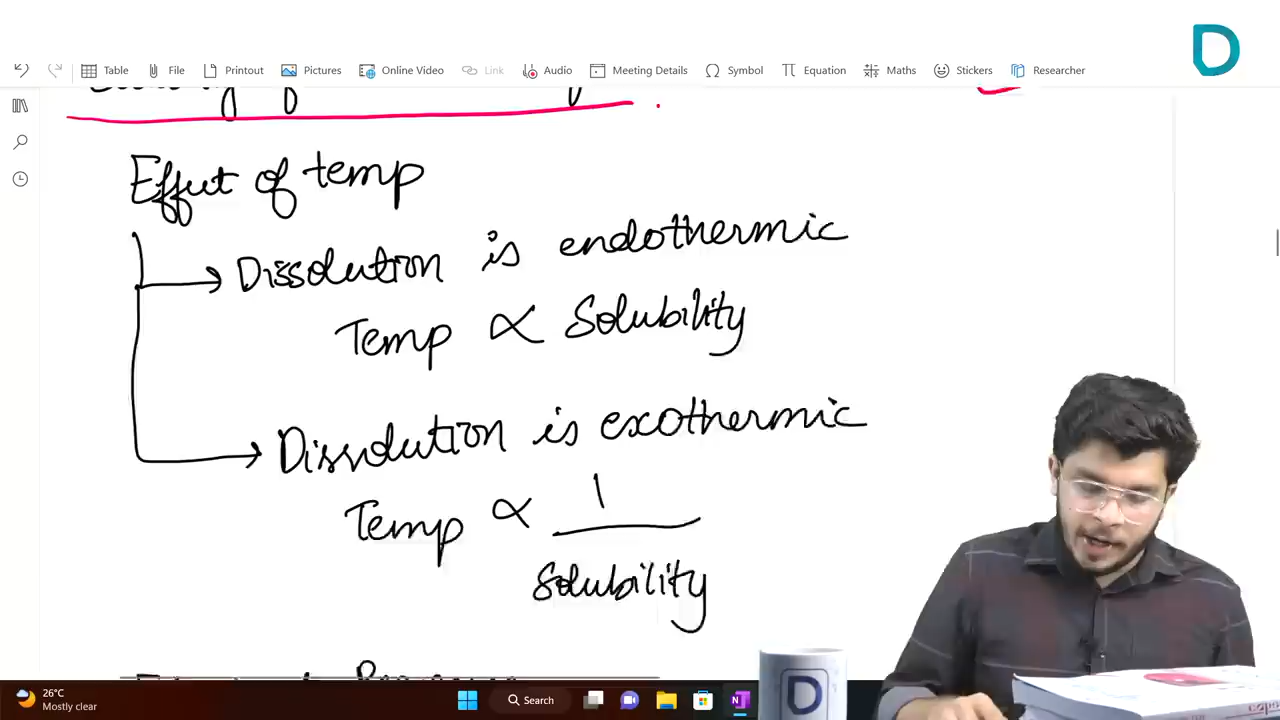 D
Table File Printout Pictures Online Video Link Audio Meeting Details Symbol Equation Maths Stickers Researcher
Effect of temp
Dissolution is endothermic
Temp ∝ Solubility
Dissolution is exothermic
Temp ∝ 1
Solubility
26°C
Mostly clear
Search
D